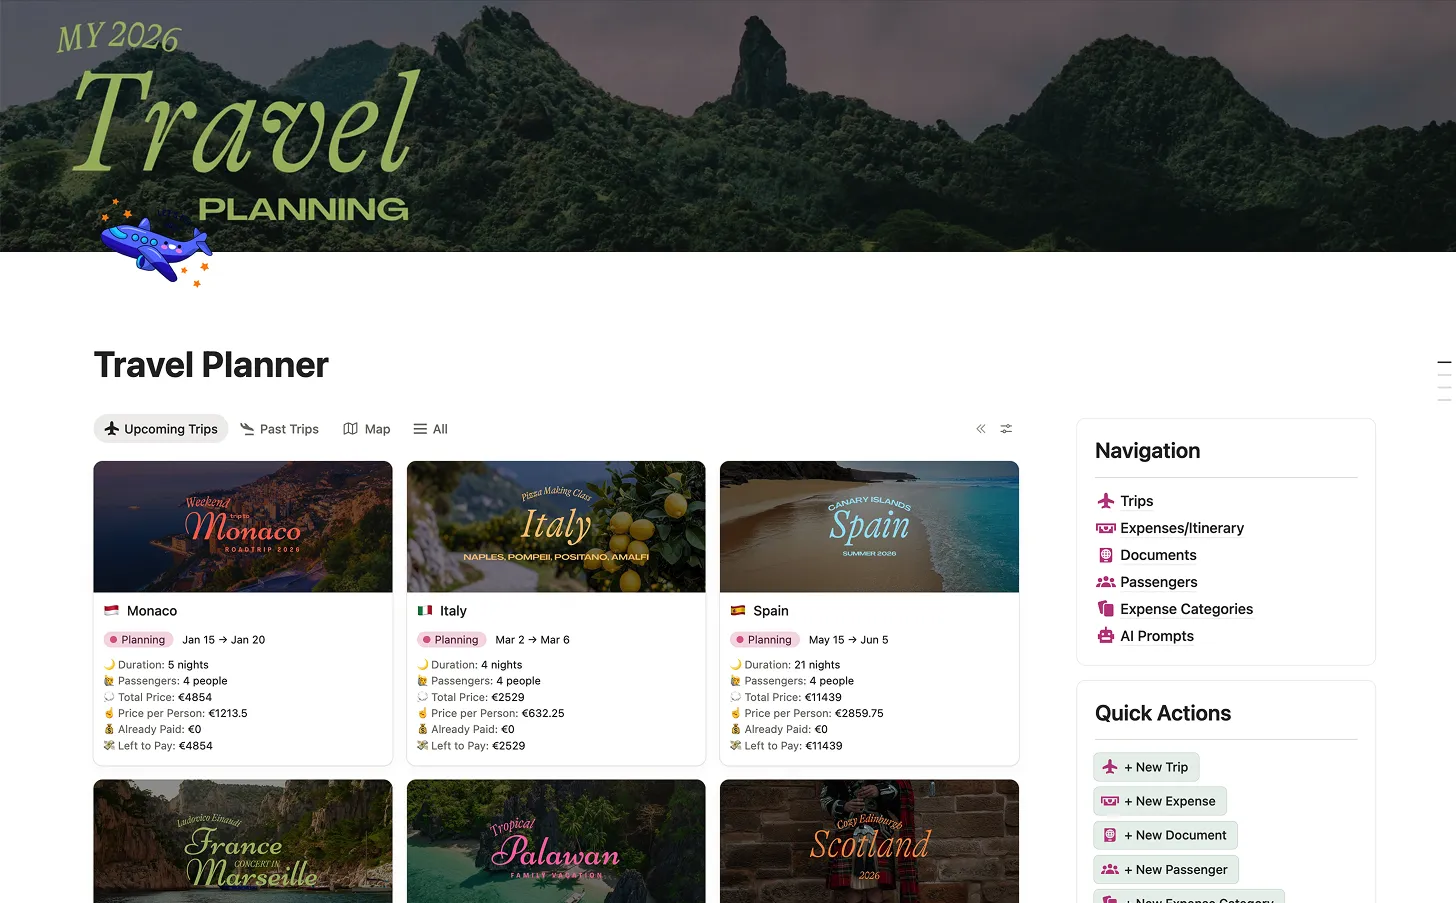 MY 2026
Travel
PLANNING
Travel Planner
Upcoming Trips
Past Trips
Map
All
Weekend
trip to
Monaco
ROADTRIP 2026
Monaco
Planning Jan 15 → Jan 20
Duration: 5 nights
Passengers: 4 people
Total Price: €4854
Price per Person: €1213.5
Already Paid: €0
Left to Pay: €4854
Pizza Making Class
Italy
NAPLES, POMPEII, POSITANO, AMALFI
Italy
Planning Mar 2 → Mar 6
Duration: 4 nights
Passengers: 4 people
Total Price: €2529
Price per Person: €632.25
Already Paid: €0
Left to Pay: €2529
CANARY ISLANDS
Spain
SUMMER 2026
Spain
Planning May 15 → Jun 5
Duration: 21 nights
Passengers: 4 people
Total Price: €11439
Price per Person: €2859.75
Already Paid: €0
Left to Pay: €11439
Ludovico Einaudi
France
CONCERT IN
Marseille
Tropical
Palawan
FAMILY VACATION
Cozy Edinburgh
Scotland
2026
Navigation
Trips
Expenses/Itinerary
Documents
Passengers
Expense Categories
AI Prompts
Quick Actions
+ New Trip
+ New Expense
+ New Document
+ New Passenger
+ New Expense Category